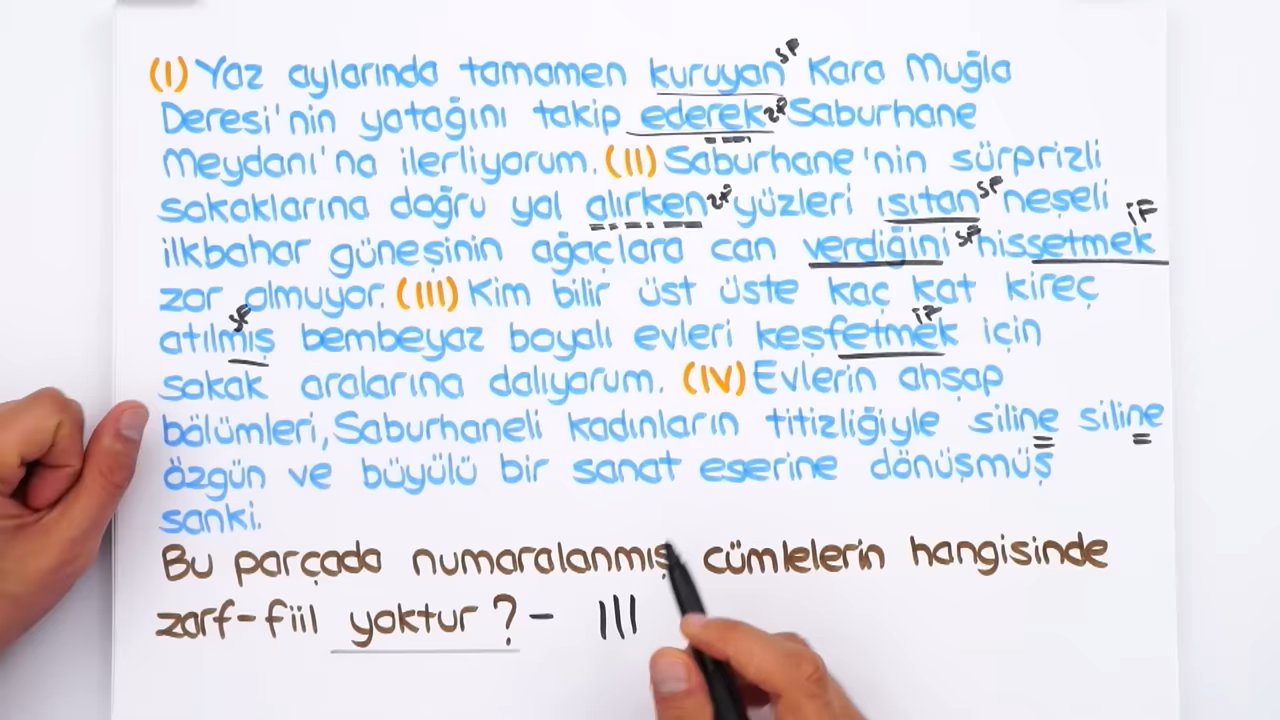 (I) Yaz aylarında tamamen kuruyan SF Kara Muğla
Deresi'nin yatağını takip ederek ZF Saburhane
Meydanı'na ilerliyorum. (II) Saburhane'nin sürprizli
sokaklarına doğru yol alırken ZF yüzleri ısıtan SF neşeli
ilkbahar güneşinin ağaçlara can verdiğini SF hissetmek İF
zor olmuyor. (III) Kim bilir üst üste kaç kat kireç
atılmış SF bembeyaz boyalı evleri keşfetmek İF için
sokak aralarına dalıyorum. (IV) Evlerin ahşap
bölümleri, Saburhaneli kadınların titizliğiyle siline siline
özgün ve büyülü bir sanat eserine dönüşmüş
sanki.
Bu parçada numaralanmış cümlelerin hangisinde
zarf-fiil yoktur? - III